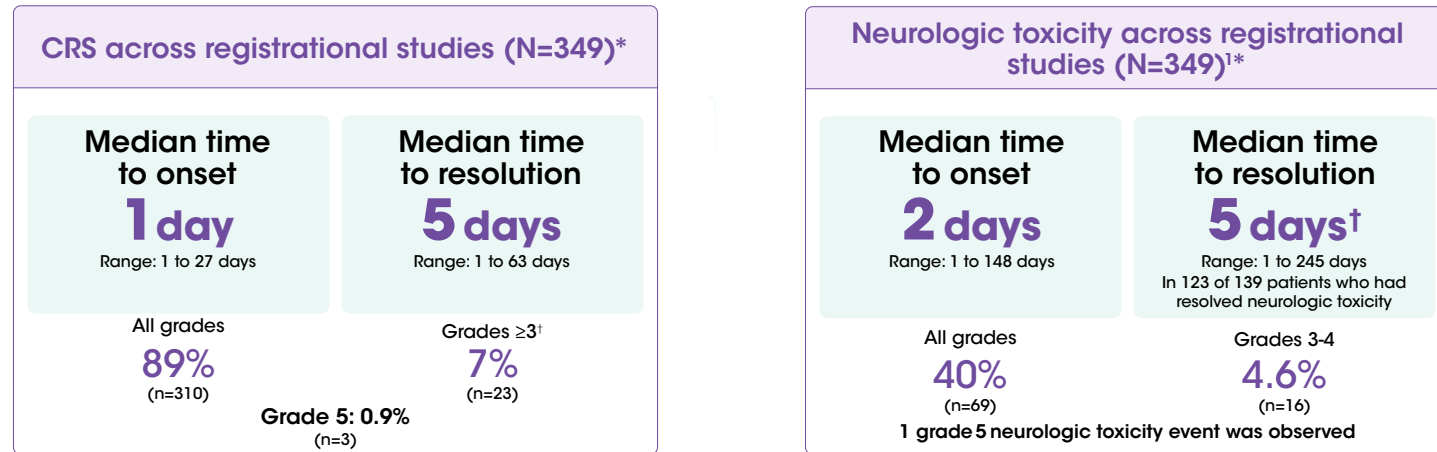 CRS across registrational studies (N=349)*
Median time
to onset
1 day
Range: 1 to 27 days
Median time
to resolution
5 days
Range: 1 to 63 days
All grades
89%
(n=310)
Grades ≥3†
7%
(n=23)
Grade 5: 0.9%
(n=3)
Neurologic toxicity across registrational
studies (N=349)1*
Median time
to onset
2 days
Range: 1 to 148 days
Median time
to resolution
5 days†
Range: 1 to 245 days
In 123 of 139 patients who had
resolved neurologic toxicity
All grades
40%
(n=69)
Grades 3-4
4.6%
(n=16)
1 grade 5 neurologic toxicity event was observed